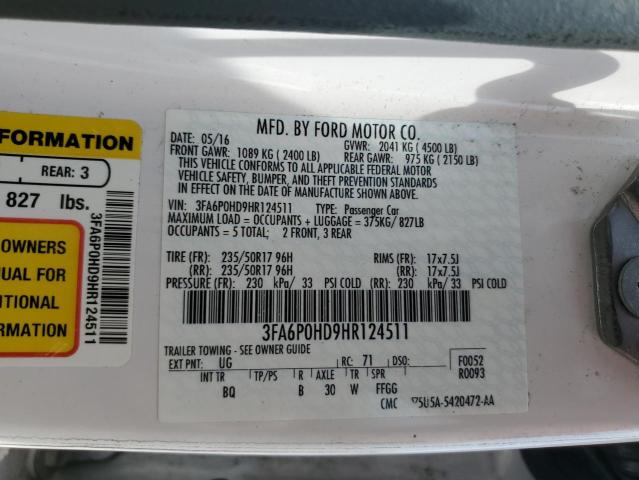 FORMATION
REAR: 3
827 lbs.
OWNERS
NUAL FOR
ITIONAL
RMATION
3FA6P0HD9HR124511
MFD. BY FORD MOTOR CO.
DATE: 05/16 GVWR: 2041 KG ( 4500 LB)
FRONT GAWR: 1089 KG ( 2400 LB) REAR GAWR: 975 KG ( 2150 LB)
THIS VEHICLE CONFORMS TO ALL APPLICABLE FEDERAL MOTOR
VEHICLE SAFETY, BUMPER, AND THEFT PREVENTION STANDARDS
IN EFFECT ON THE DATE OF MANUFACTURE SHOWN ABOVE.
VIN: 3FA6P0HD9HR124511 TYPE: Passenger Car
MAXIMUM LOAD = OCCUPANTS + LUGGAGE = 375KG/ 827LB
OCCUPANTS = 5 TOTAL; 2 FRONT, 3 REAR
TIRE (FR): 235/50R17 96H RIMS (FR): 17x7.5J
(RR): 235/50R17 96H (RR): 17x7.5J
PRESSURE (FR): 230 kPa/ 33 PSI COLD (RR): 230 kPa/ 33 PSI COLD
3FA6P0HD9HR124511
TRAILER TOWING - SEE OWNER GUIDE
EXT PNT: UG RC: 71 DSO: F0052
R0093
INT TR TP/PS R AXLE TR SPR
BQ B 30 W FFGG
CMC 5U5A-5420472-AA